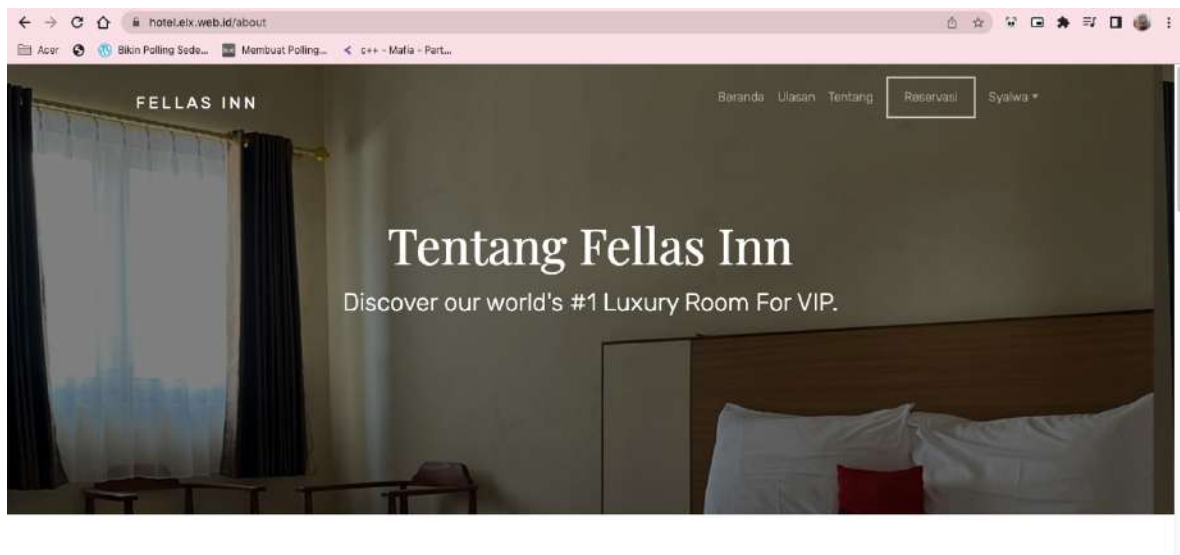 hotel.elx.web.id/about
Acer
Bikin Polling Sede...
Membuat Polling...
c++ - Mafia - Part...
FELLAS INN
Beranda Ulasan Tentang Reservasi Syalwa
Tentang Fellas Inn
Discover our world's #1 Luxury Room For VIP.